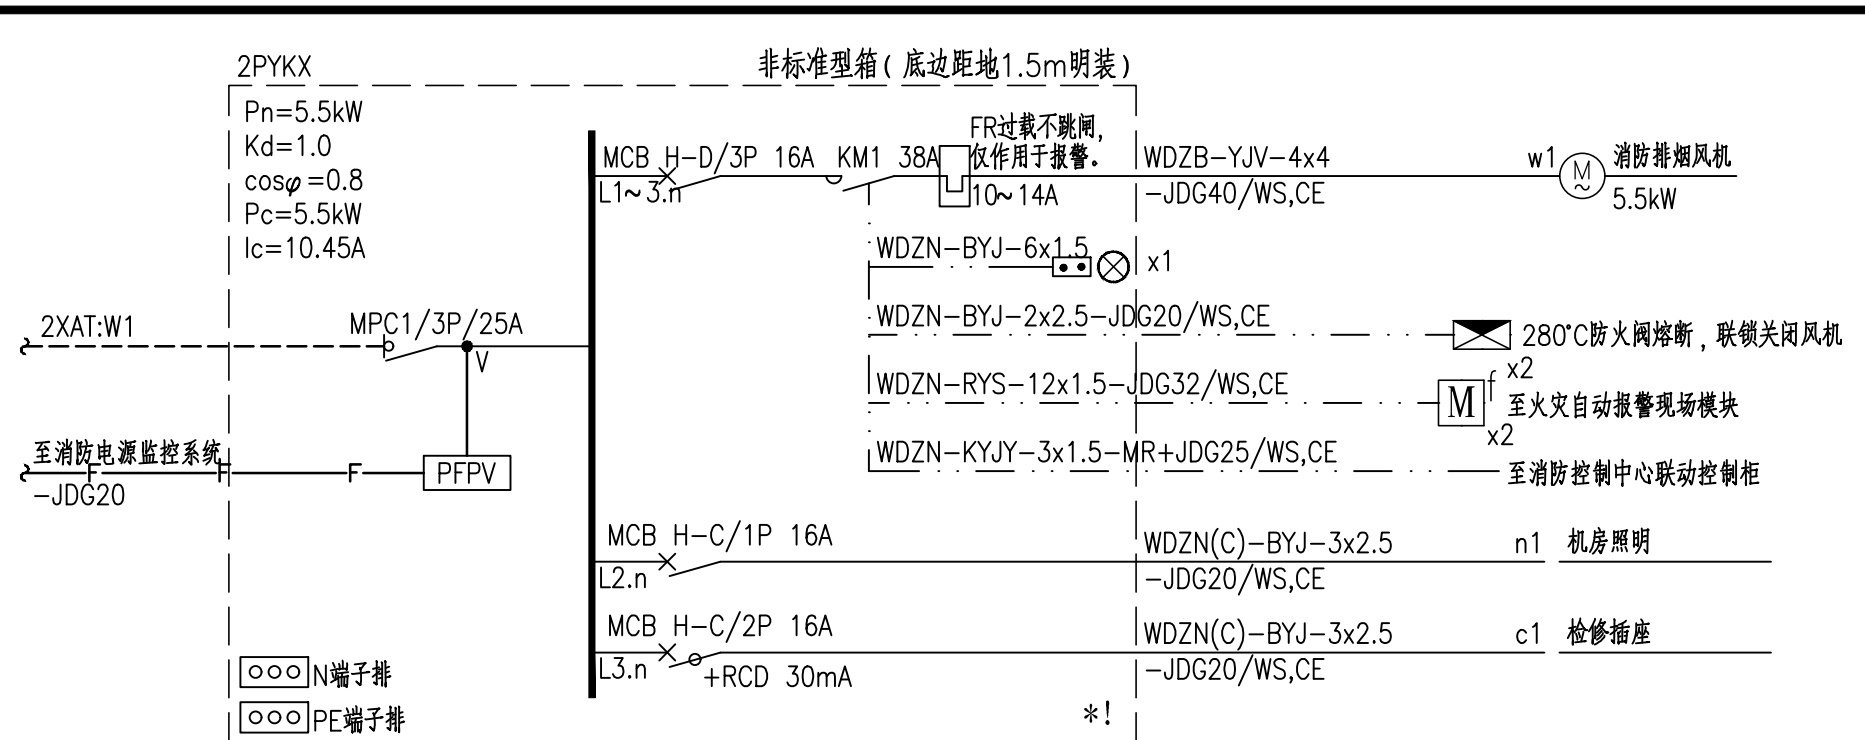 2PYKX
非标准型箱(底边距地1.5m明装)
Pn=5.5kW
Kd=1.0
cosφ=0.8
Pc=5.5kW
Ic=10.45A
MCB H-D/3P 16A KM1 38A
L1~3.n
FR过载不跳闸,
仅作用于报警。
10~14A
WDZB-YJV-4x4
-JDG40/WS,CE
w1
M
~
消防排烟风机
5.5kW
WDZN-BYJ-6x1.5
x1
WDZN-BYJ-2x2.5-JDG20/WS,CE
280°C防火阀熔断,联锁关闭风机
x2
WDZN-RYS-12x1.5-JDG32/WS,CE
M
f
至火灾自动报警现场模块
x2
WDZN-KYJY-3x1.5-MR+JDG25/WS,CE
至消防控制中心联动控制柜
2XAT:W1
MPC1/3P/25A
V
至消防电源监控系统
F F F
PFPV
-JDG20
MCB H-C/1P 16A
L2.n
WDZN(C)-BYJ-3x2.5
-JDG20/WS,CE
n1 机房照明
MCB H-C/2P 16A
L3.n
+RCD 30mA
WDZN(C)-BYJ-3x2.5
-JDG20/WS,CE
c1 检修插座
N端子排
PE端子排
*!